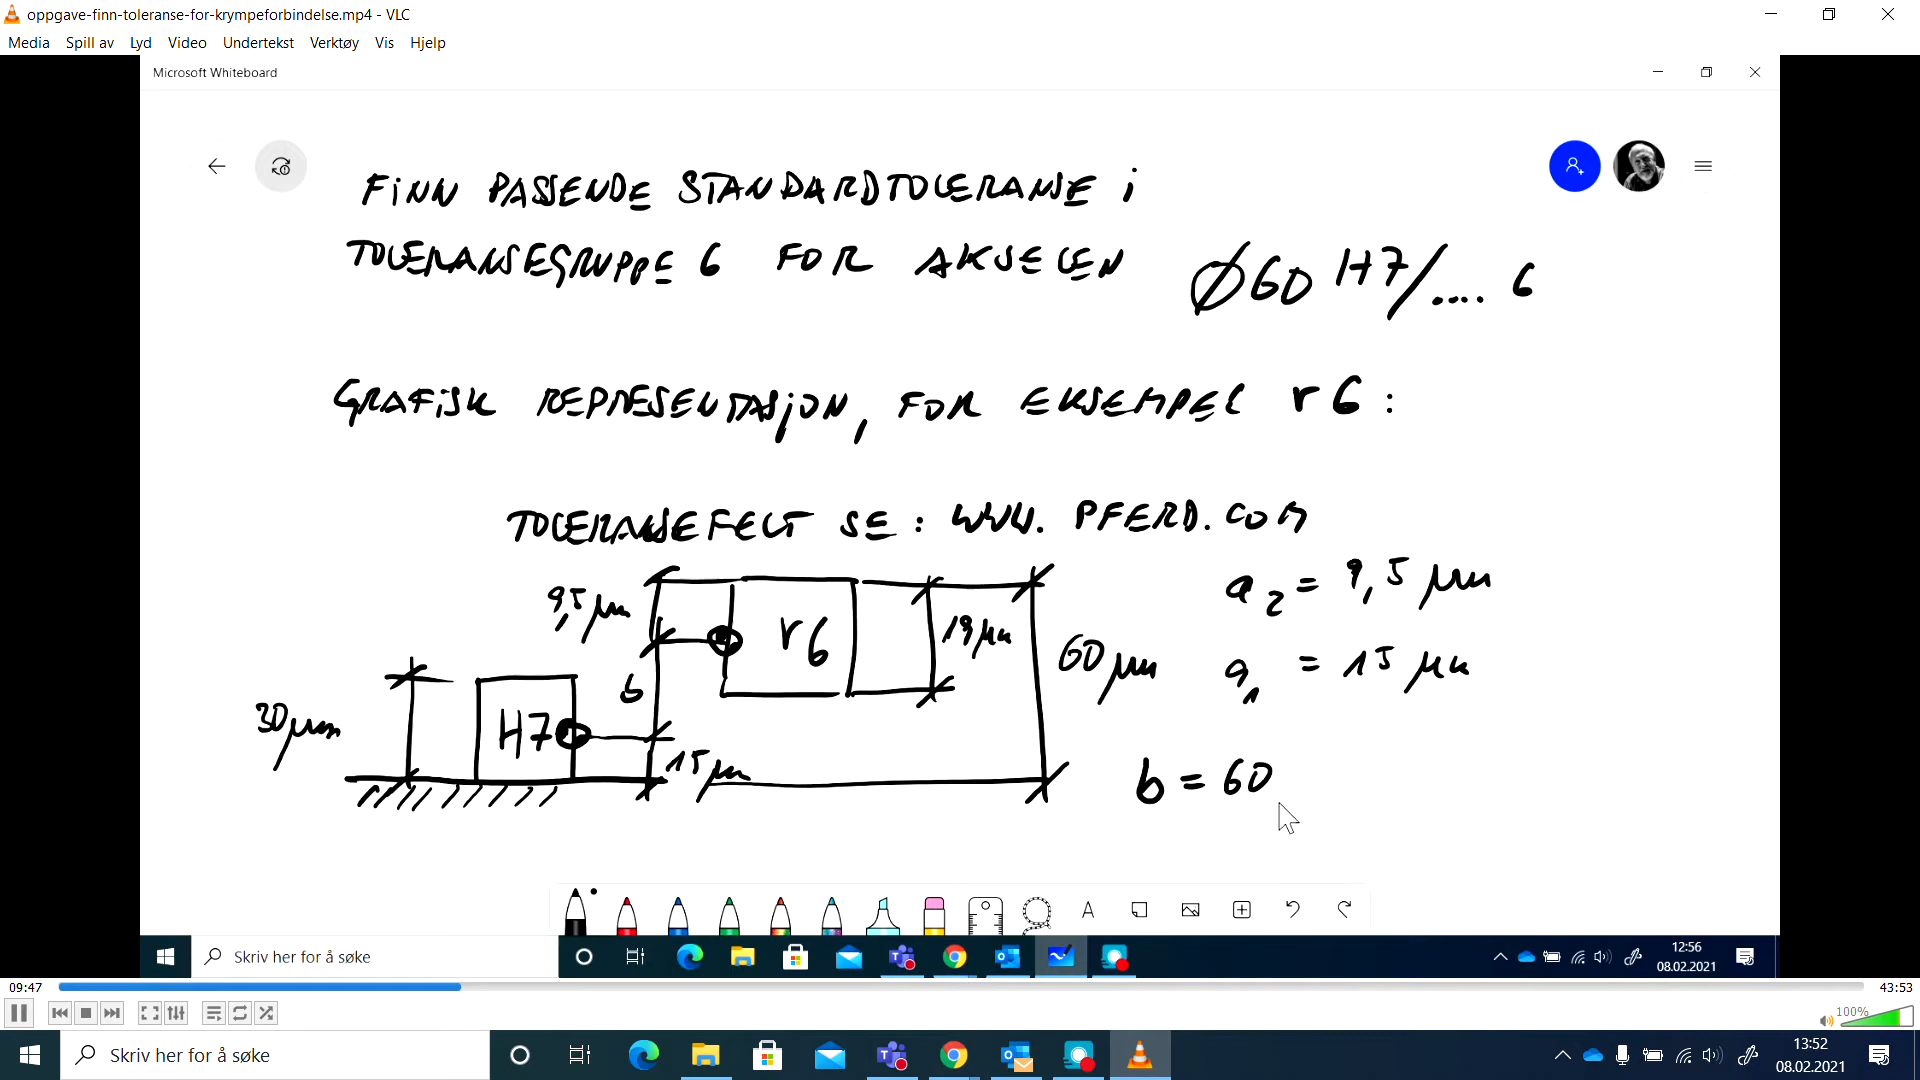 oppgave-finn-toleranse-for-krympeforbindelse.mp4 - VLC
Media Spill av Lyd Video Undertekst Verktøy Vis Hjelp
Microsoft Whiteboard
FINN PASSENDE STANDARDTOLERANSE i
TOLERANSEGRUPPE 6 FOR AKSELEN Ø60 H7/.... 6
GRAFISK REPRESENTASJON, FOR EKSEMPEL r6:
TOLERANSEFELT SE: WWW. PFERD.COM
9,5 μm
r6
19 μm
60 μm
a2 = 9,5 μm
a1 = 15 μm
30 μm
H7
b
15 μm
b = 60
A
Skriv her for å søke
12:56
08.02.2021
09:47
43:53
100%
Skriv her for å søke
13:52
08.02.2021